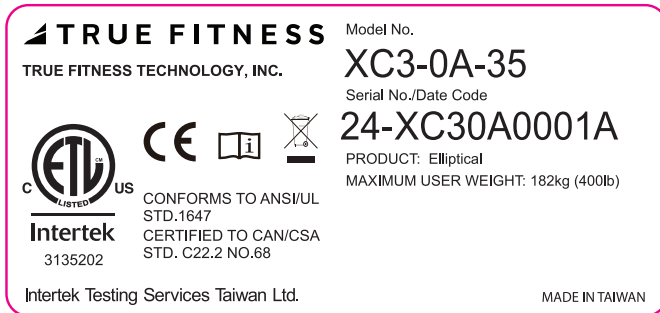 TRUE FITNESS
TRUE FITNESS TECHNOLOGY, INC.
C ETL CM US
LISTED
Intertek
3135202
CE
i
CONFORMS TO ANSI/UL
STD.1647
CERTIFIED TO CAN/CSA
STD. C22.2 NO.68
Intertek Testing Services Taiwan Ltd.
Model No.
XC3-0A-35
Serial No./Date Code
24-XC30A0001A
PRODUCT: Elliptical
MAXIMUM USER WEIGHT: 182kg (400lb)
MADE IN TAIWAN